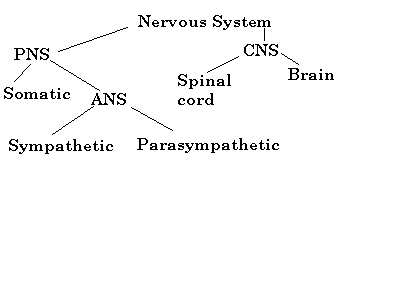 Nervous System
PNS
CNS
Spinal
cord
Brain
Somatic
ANS
Sympathetic
Parasympathetic